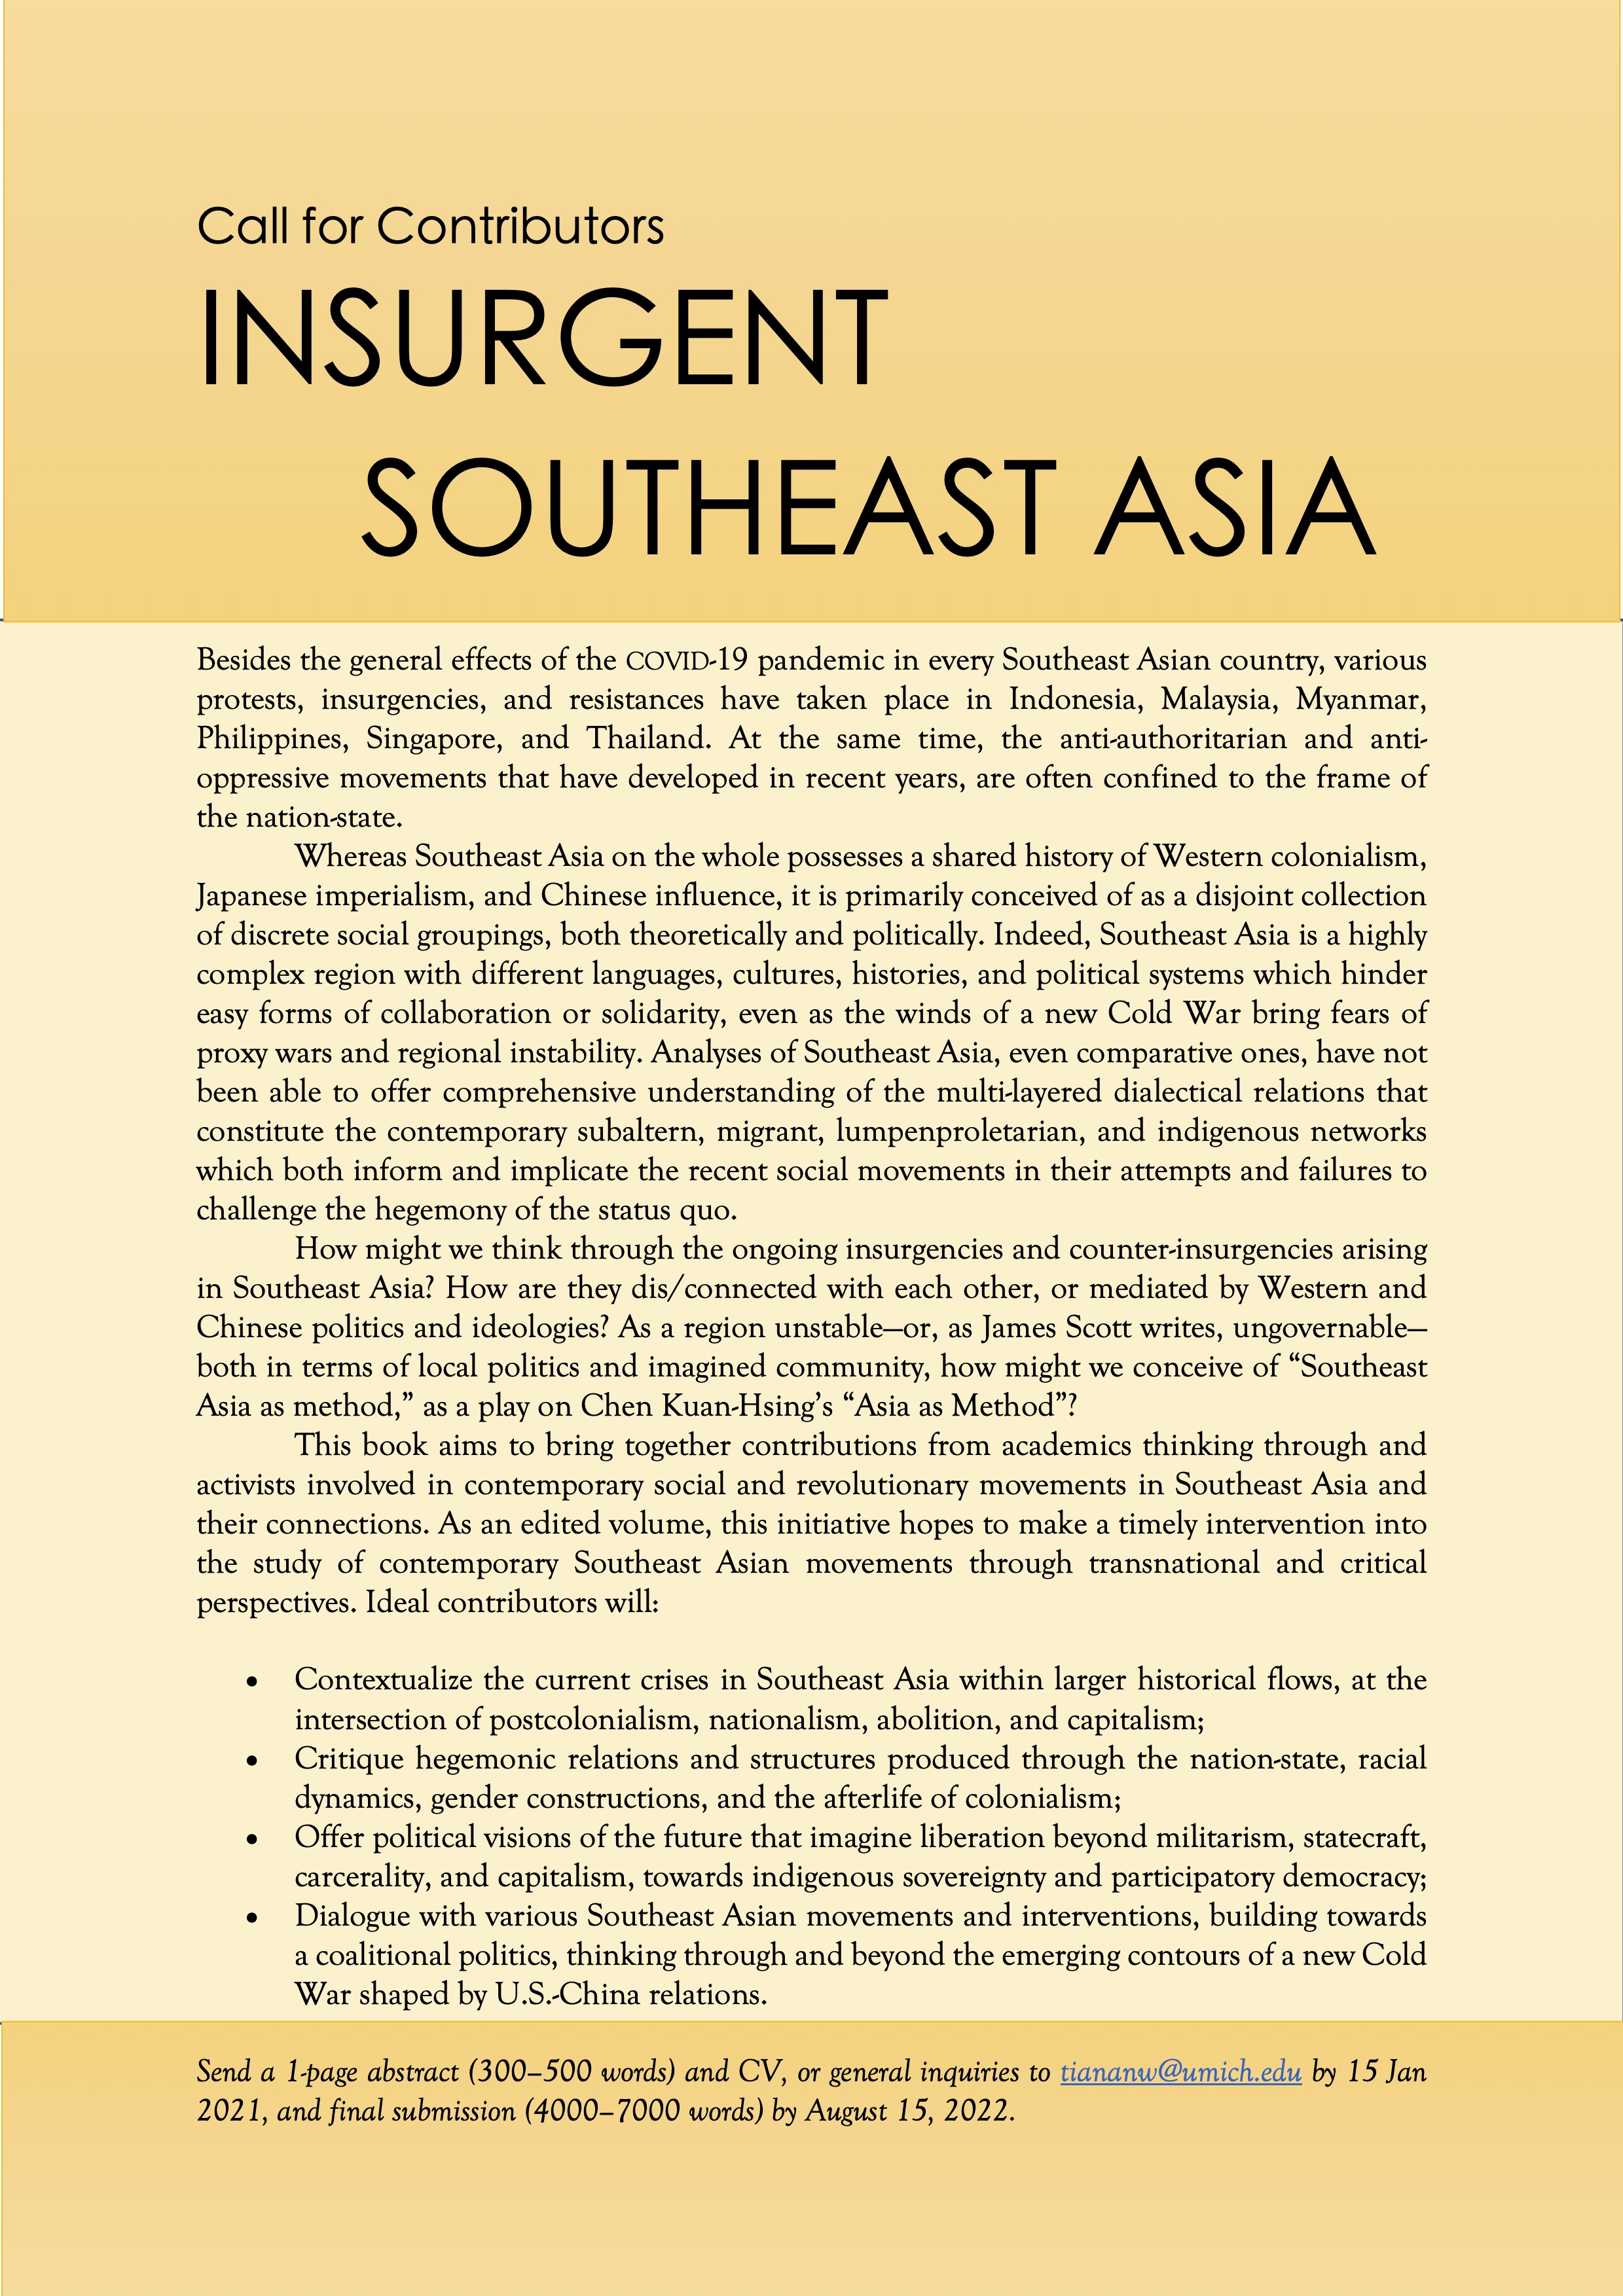 Call for Contributors
INSURGENT
SOUTHEAST ASIA
Besides the general effects of the COVID-19 pandemic in every Southeast Asian country, various
protests, insurgencies, and resistances have taken place in Indonesia, Malaysia, Myanmar,
Philippines, Singapore, and Thailand. At the same time, the anti-authoritarian and anti-
oppressive movements that have developed in recent years, are often confined to the frame of
the nation-state.
Whereas Southeast Asia on the whole possesses a shared history of Western colonialism,
Japanese imperialism, and Chinese influence, it is primarily conceived of as a disjoint collection
of discrete social groupings, both theoretically and politically. Indeed, Southeast Asia is a highly
complex region with different languages, cultures, histories, and political systems which hinder
easy forms of collaboration or solidarity, even as the winds of a new Cold War bring fears of
proxy wars and regional instability. Analyses of Southeast Asia, even comparative ones, have not
been able to offer comprehensive understanding of the multi-layered dialectical relations that
constitute the contemporary subaltern, migrant, lumpenproletarian, and indigenous networks
which both inform and implicate the recent social movements in their attempts and failures to
challenge the hegemony of the status quo.
How might we think through the ongoing insurgencies and counter-insurgencies arising
in Southeast Asia? How are they dis/connected with each other, or mediated by Western and
Chinese politics and ideologies? As a region unstable—or, as James Scott writes, ungovernable—
both in terms of local politics and imagined community, how might we conceive of “Southeast
Asia as method,” as a play on Chen Kuan-Hsing’s “Asia as Method”?
This book aims to bring together contributions from academics thinking through and
activists involved in contemporary social and revolutionary movements in Southeast Asia and
their connections. As an edited volume, this initiative hopes to make a timely intervention into
the study of contemporary Southeast Asian movements through transnational and critical
perspectives. Ideal contributors will:
• Contextualize the current crises in Southeast Asia within larger historical flows, at the
intersection of postcolonialism, nationalism, abolition, and capitalism;
• Critique hegemonic relations and structures produced through the nation-state, racial
dynamics, gender constructions, and the afterlife of colonialism;
• Offer political visions of the future that imagine liberation beyond militarism, statecraft,
carcerality, and capitalism, towards indigenous sovereignty and participatory democracy;
• Dialogue with various Southeast Asian movements and interventions, building towards
a coalitional politics, thinking through and beyond the emerging contours of a new Cold
War shaped by U.S.-China relations.
Send a 1-page abstract (300–500 words) and CV, or general inquiries to tiananw@umich.edu by 15 Jan
2021, and final submission (4000–7000 words) by August 15, 2022.